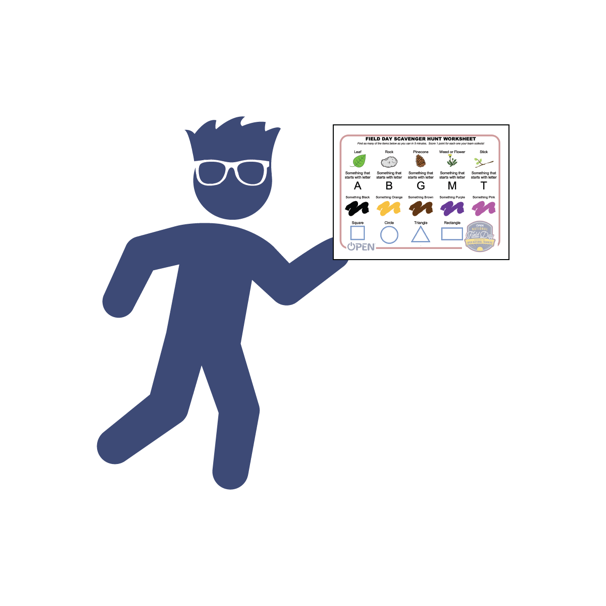 FIELD DAY SCAVENGER HUNT WORKSHEET
Find as many of the items below as you can in 5 minutes. Score 1 point for each one your team collects!
Leaf Rock Pinecone Weed or Flower Stick
Something that starts with letter Something that starts with letter Something that starts with letter Something that starts with letter Something that starts with letter
A B G M T
Something Black Something Orange Something Brown Something Purple Something Pink
Square Circle Triangle Rectangle
OPEN